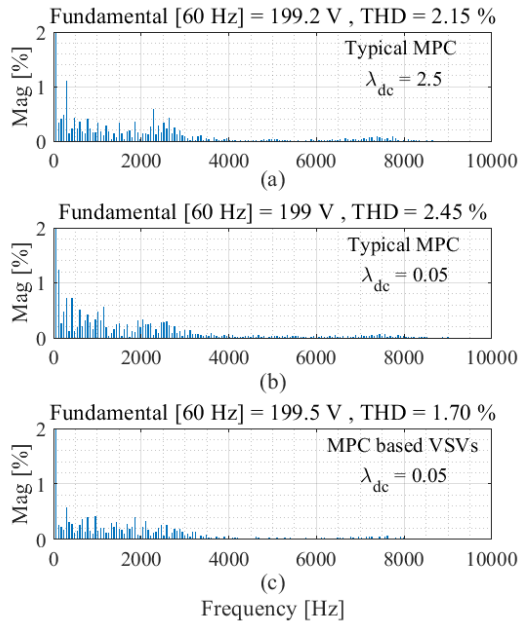 Fundamental [60 Hz] = 199.2 V , THD = 2.15 %
Mag [%]
2
1
0
Typical MPC
λdc = 2.5
0 2000 4000 6000 8000 10000
(a)
Fundamental [60 Hz] = 199 V , THD = 2.45 %
Mag [%]
2
1
0
Typical MPC
λdc = 0.05
0 2000 4000 6000 8000 10000
(b)
Fundamental [60 Hz] = 199.5 V , THD = 1.70 %
Mag [%]
2
1
0
MPC based VSVs
λdc = 0.05
0 2000 4000 6000 8000 10000
(c)
Frequency [Hz]